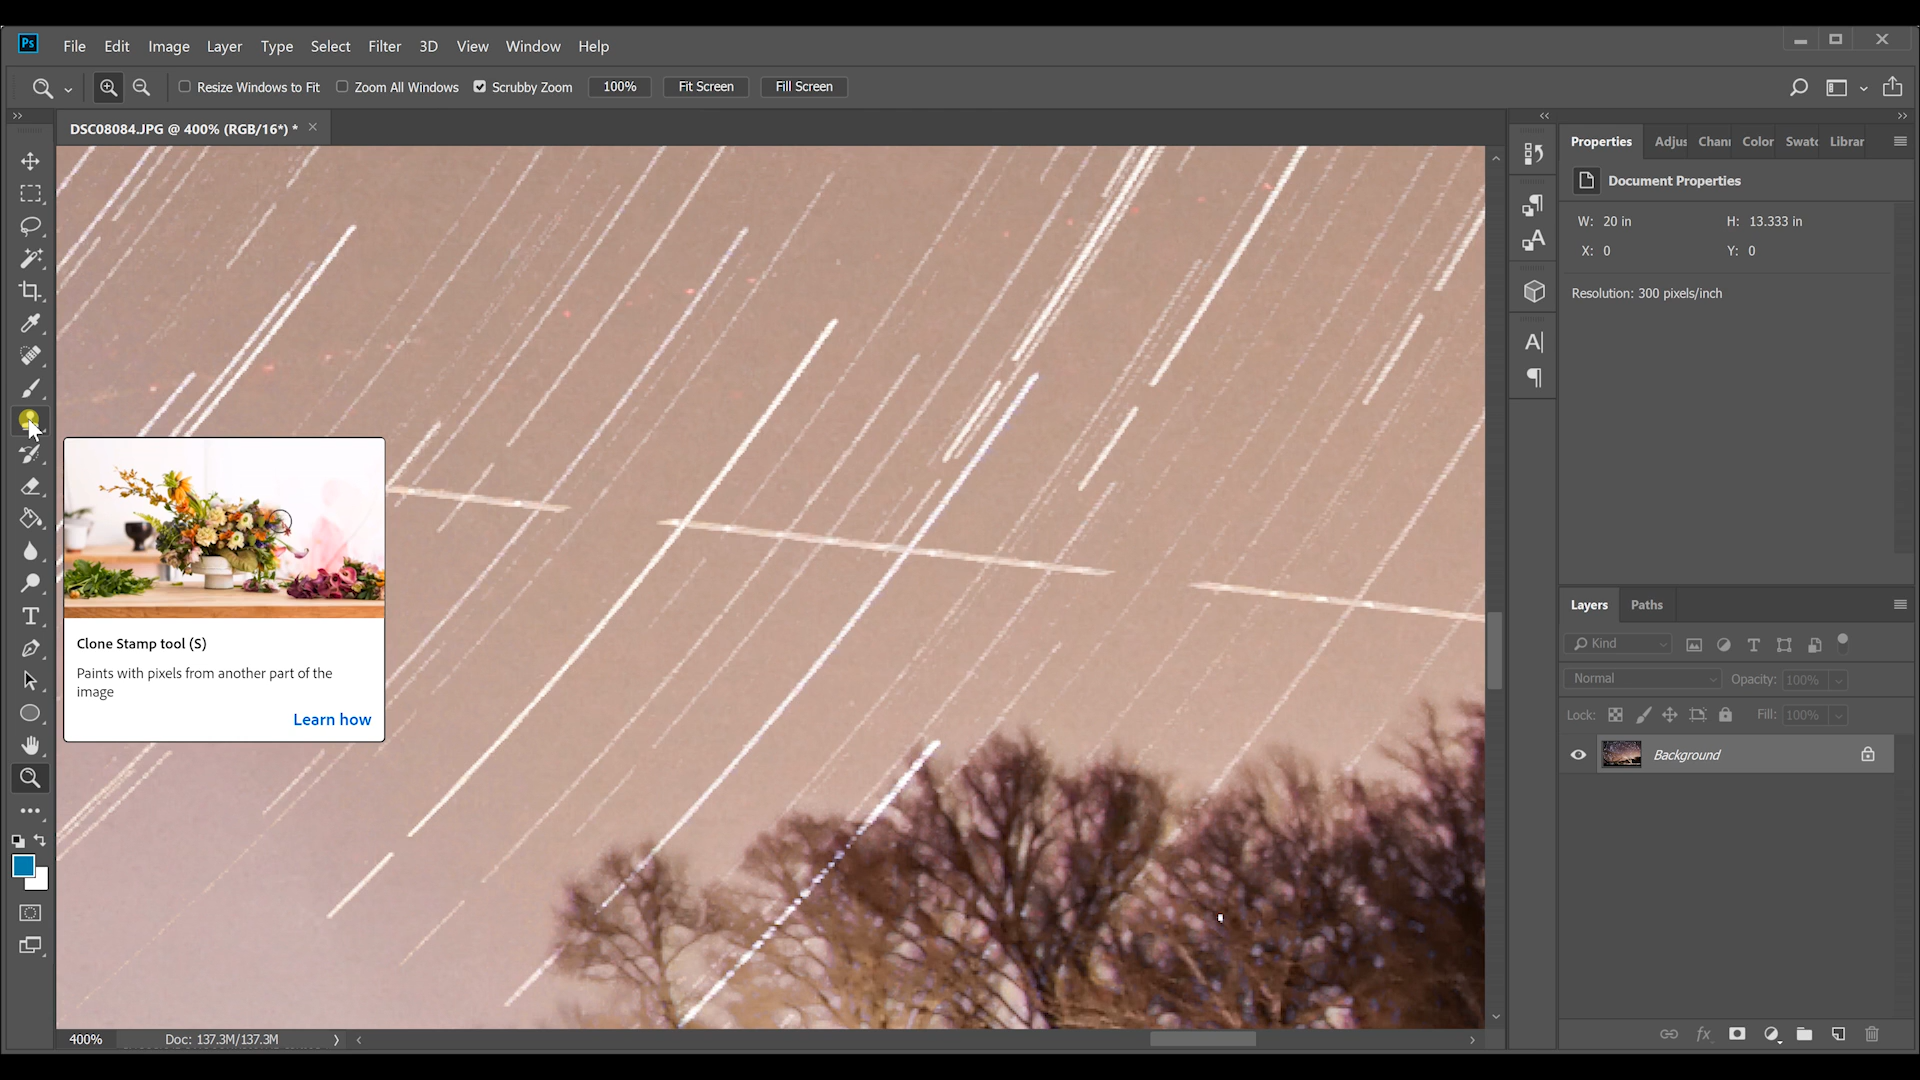 Ps File Edit Image Layer Type Select Filter 3D View Window Help
Resize Windows to Fit Zoom All Windows Scrubby Zoom 100% Fit Screen Fill Screen
DSC08084.JPG @ 400% (RGB/16*) *
Properties Adjus Chann Color Swatc Librar
Document Properties
W: 20 in H: 13.333 in
X: 0 Y: 0
Resolution: 300 pixels/inch
Clone Stamp tool (S)
Paints with pixels from another part of the
image
Learn how
Layers Paths
Kind
Normal Opacity: 100%
Lock: Fill: 100%
Background
400% Doc: 137.3M/137.3M